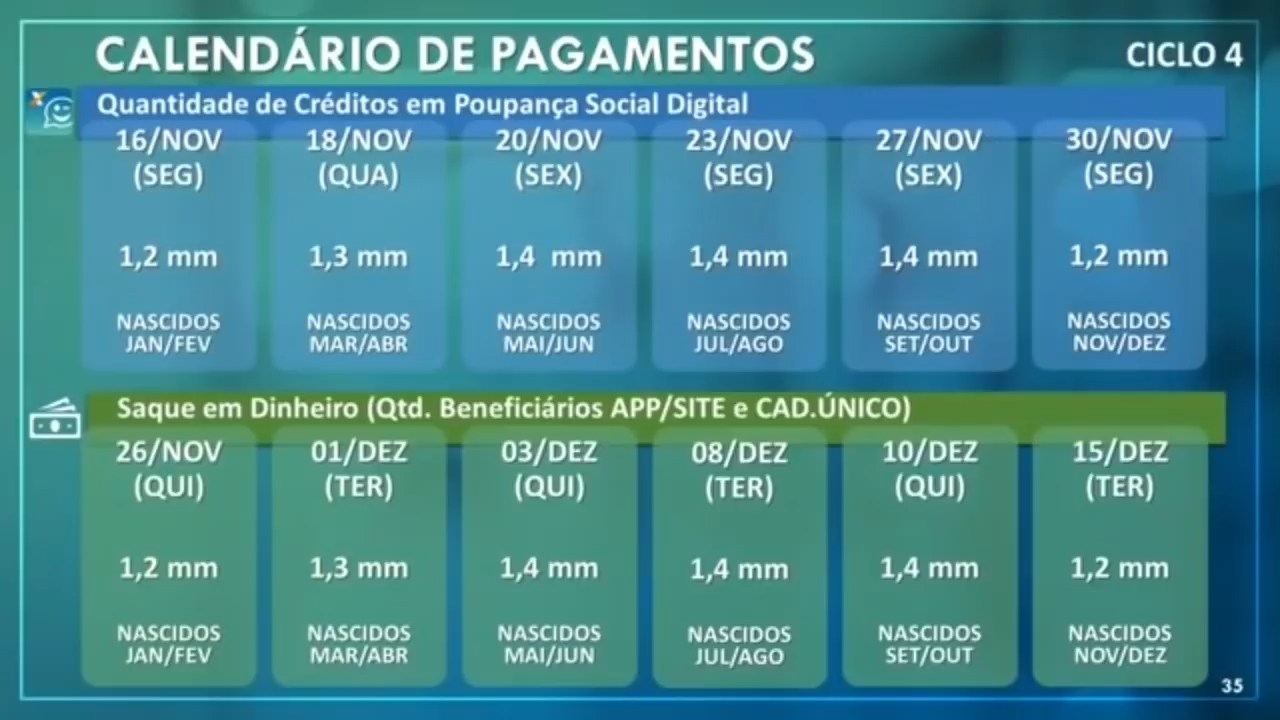 CALENDÁRIO DE PAGAMENTOS
CICLO 4
Quantidade de Créditos em Poupança Social Digital
16/NOV
(SEG)
1,2 mm
NASCIDOS
JAN/FEV
18/NOV
(QUA)
1,3 mm
NASCIDOS
MAR/ABR
20/NOV
(SEX)
1,4 mm
NASCIDOS
MAI/JUN
23/NOV
(SEG)
1,4 mm
NASCIDOS
JUL/AGO
27/NOV
(SEX)
1,4 mm
NASCIDOS
SET/OUT
30/NOV
(SEG)
1,2 mm
NASCIDOS
NOV/DEZ
Saque em Dinheiro (Qtd. Beneficiários APP/SITE e CAD.ÚNICO)
26/NOV
(QUI)
1,2 mm
NASCIDOS
JAN/FEV
01/DEZ
(TER)
1,3 mm
NASCIDOS
MAR/ABR
03/DEZ
(QUI)
1,4 mm
NASCIDOS
MAI/JUN
08/DEZ
(TER)
1,4 mm
NASCIDOS
JUL/AGO
10/DEZ
(QUI)
1,4 mm
NASCIDOS
SET/OUT
15/DEZ
(TER)
1,2 mm
NASCIDOS
NOV/DEZ
35